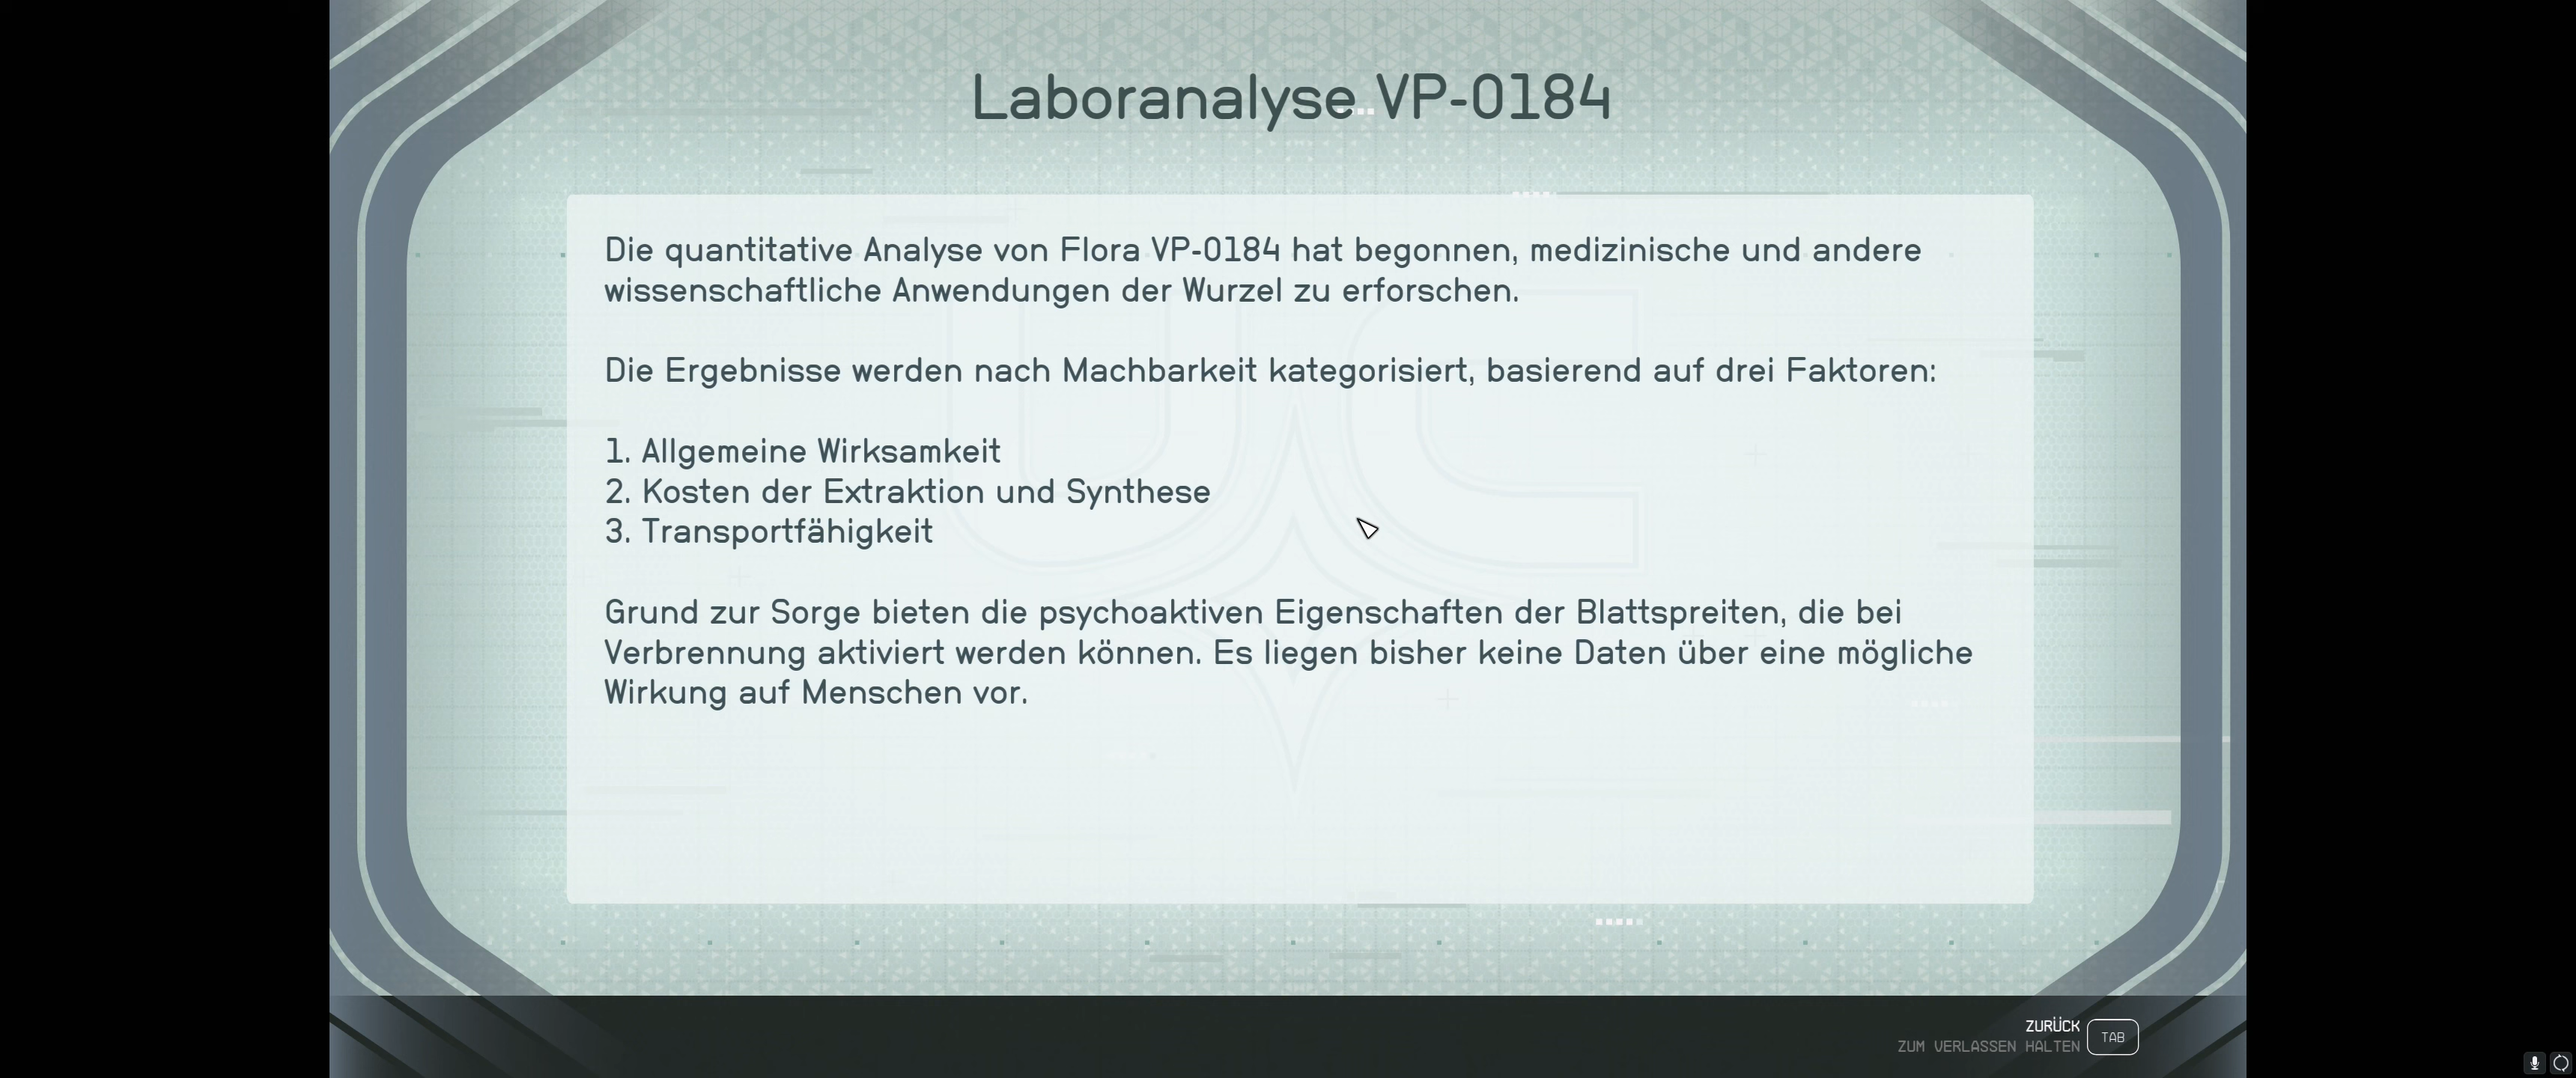 Laboranalyse VP-0184
Die quantitative Analyse von Flora VP-0184 hat begonnen, medizinische und andere
wissenschaftliche Anwendungen der Wurzel zu erforschen.
Die Ergebnisse werden nach Machbarkeit kategorisiert, basierend auf drei Faktoren:
1. Allgemeine Wirksamkeit
2. Kosten der Extraktion und Synthese
3. Transportfähigkeit
Grund zur Sorge bieten die psychoaktiven Eigenschaften der Blattspreiten, die bei
Verbrennung aktiviert werden können. Es liegen bisher keine Daten über eine mögliche
Wirkung auf Menschen vor.
UC
ZURÜCK
ZUM VERLASSEN HALTEN
TAB